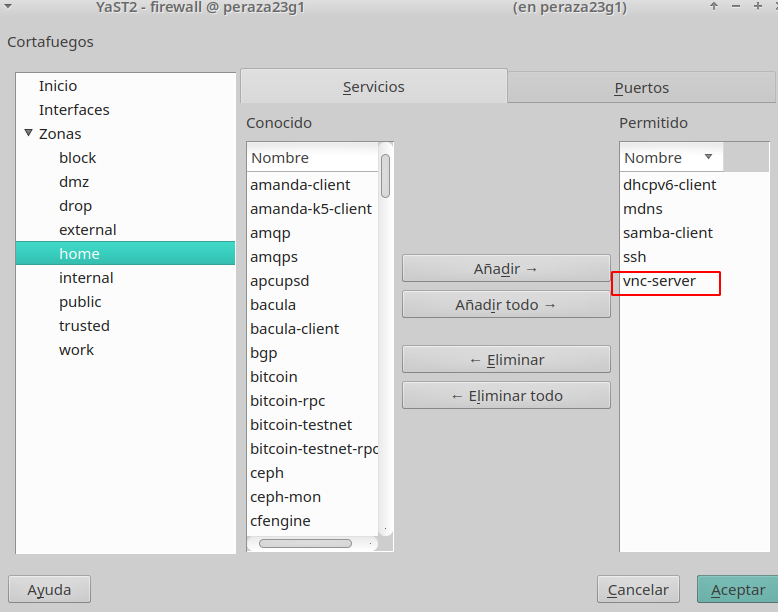 YaST2 - firewall @ peraza23g1 (en peraza23g1)
Cortafuegos
Inicio
Interfaces
Zonas
block
dmz
drop
external
home
internal
public
trusted
work
Servicios
Puertos
Conocido
Nombre
amanda-client
amanda-k5-client
amqp
amqps
apcupsd
bacula
bacula-client
bgp
bitcoin
bitcoin-rpc
bitcoin-testnet
bitcoin-testnet-rpc
ceph
ceph-mon
cfengine
Añadir →
Añadir todo →
← Eliminar
← Eliminar todo
Permitido
Nombre
dhcpv6-client
mdns
samba-client
ssh
vnc-server
Ayuda
Cancelar
Aceptar